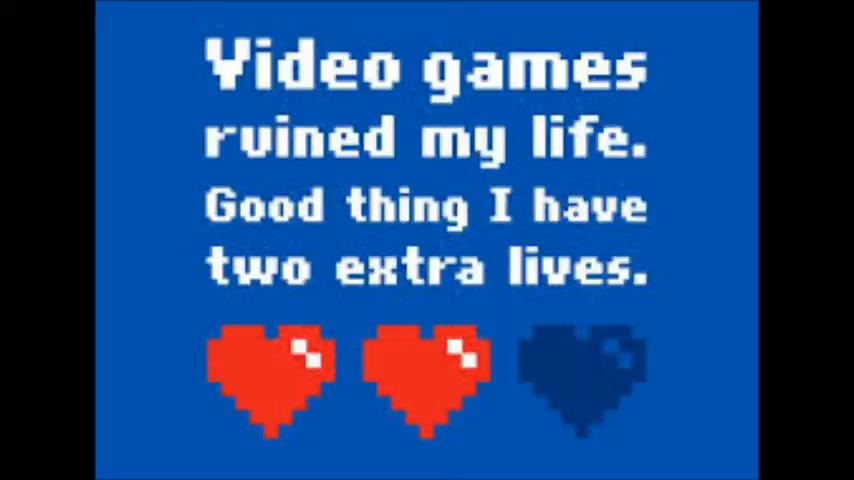 Video games
ruined my life.
Good thing I have
two extra lives.